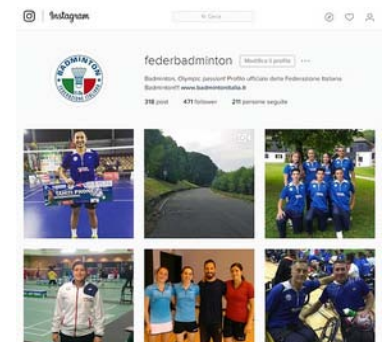 Instagram
Cerca
federbadminton Modifica il profilo
Badminton, Olympic passion! Profilo ufficiale della Federazione Italiana
Badminton!!! www.badmintonitalia.it
318 post 471 follower 211 persone seguite
BADMINTON
FEDERAZIONE ITALIANA